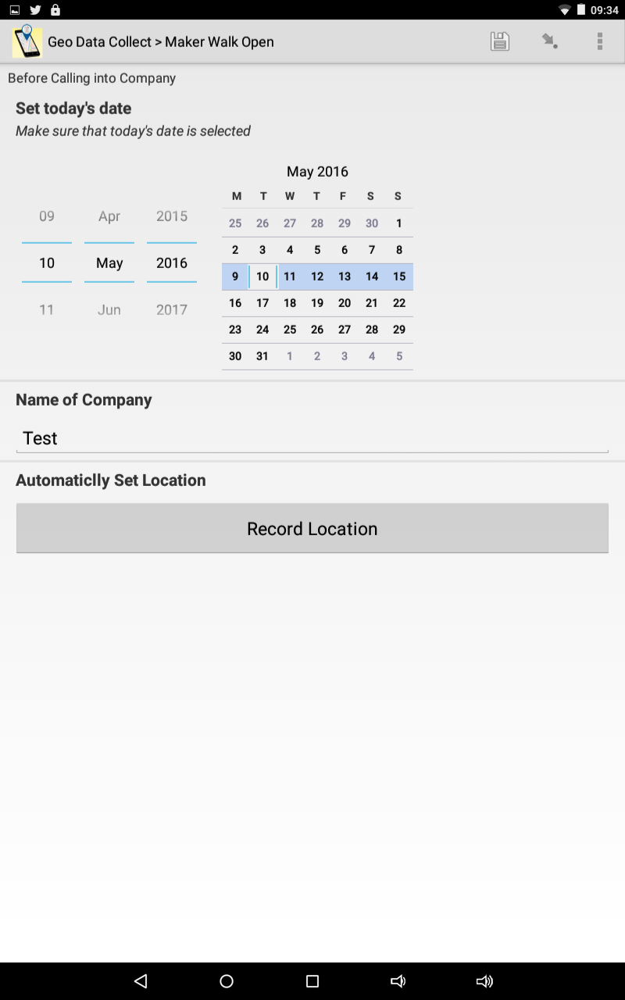 09:34
Geo Data Collect > Maker Walk Open
Before Calling into Company
Set today's date
Make sure that today's date is selected
09 Apr 2015
10 May 2016
11 Jun 2017
May 2016
M T W T F S S
25 26 27 28 29 30 1
2 3 4 5 6 7 8
9 10 11 12 13 14 15
16 17 18 19 20 21 22
23 24 25 26 27 28 29
30 31 1 2 3 4 5
Name of Company
Test
Automaticlly Set Location
Record Location